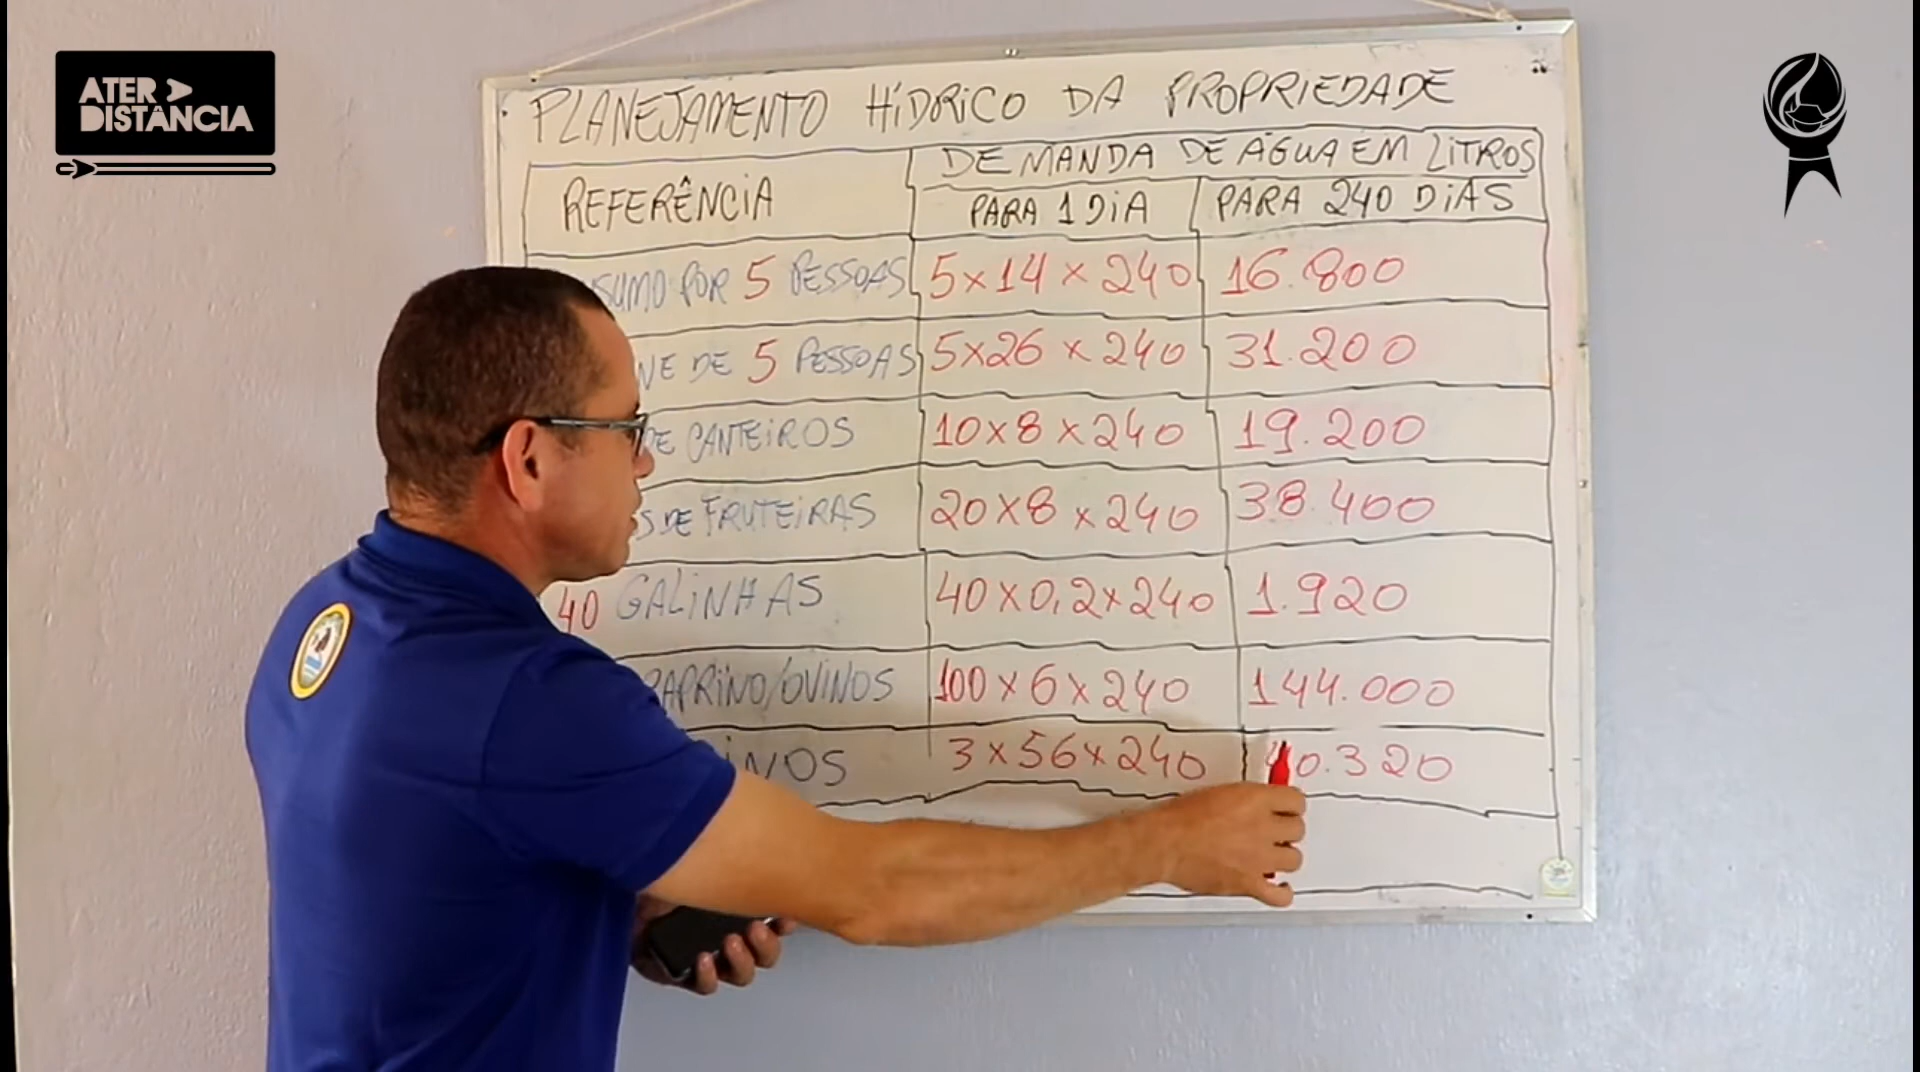 ATER
DISTÂNCIA
PLANEJAMENTO HÍDRICO DA PROPRIEDADE
REFERÊNCIA
DEMANDA DE ÁGUA EM LITROS
PARA 1 DIA
PARA 240 DIAS
POR 5 PESSOAS 5x14x240 16.800
DE 5 PESSOAS 5x26x240 31.200
DE CANTEIROS 10x8x240 19.200
DE FRUTEIRAS 20x8x240 38.400
40 GALINHAS 40x0,2x240 1.920
/OVINOS 100x6x240 144.000
3x56x240 40.320